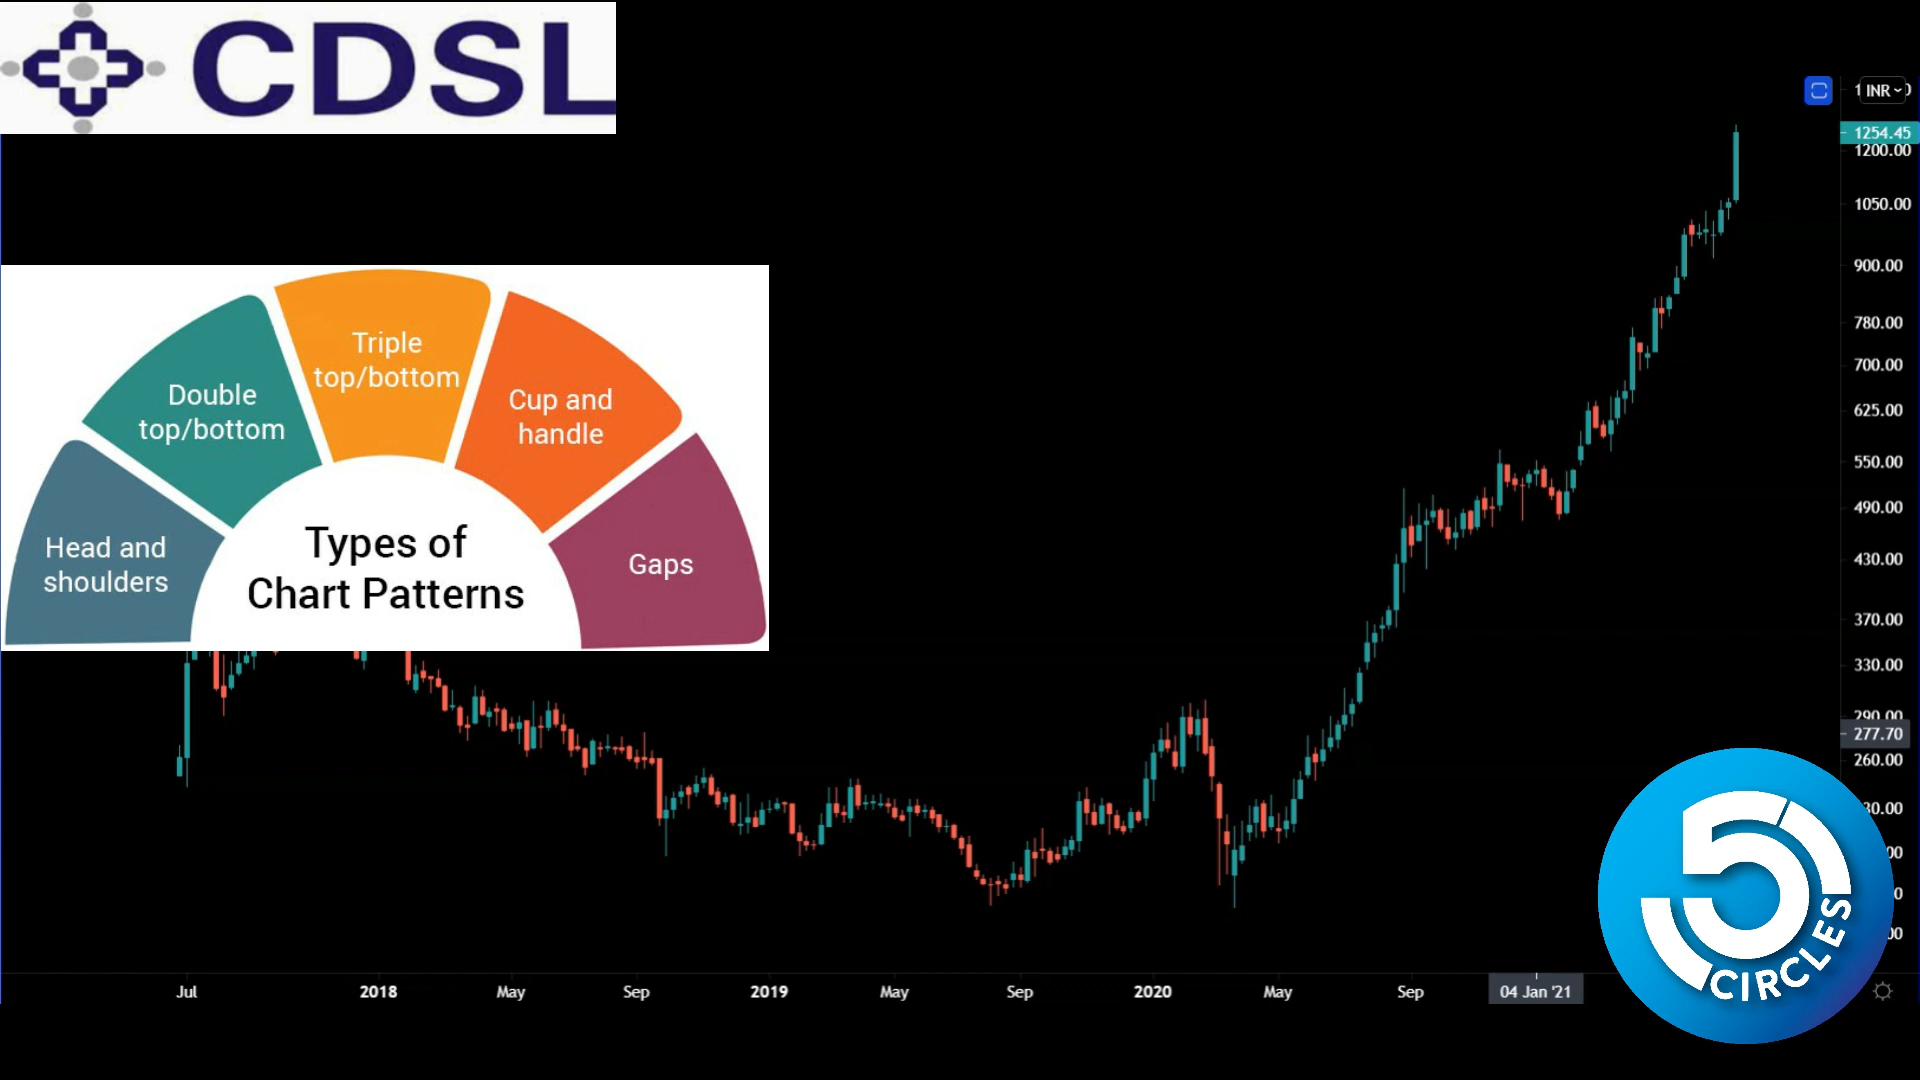 CDSL
INR
1254.45
1200.00
1050.00
900.00
780.00
700.00
625.00
550.00
490.00
430.00
370.00
330.00
290.00
277.70
260.00
Triple
top/bottom
Double
top/bottom
Cup and
handle
Head and
shoulders
Gaps
Types of
Chart Patterns
5
CIRCLES
Jul
2018
May
Sep
2019
May
Sep
2020
May
Sep
04 Jan '21